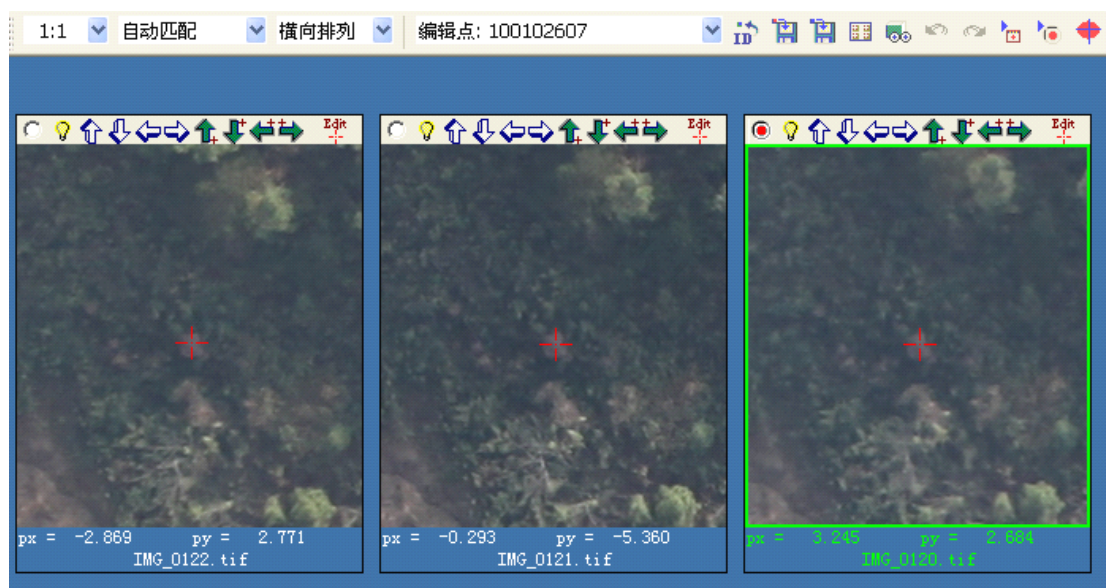 1:1 自动匹配 横向排列 编辑点: 100102607 ID
Edit Edit Edit
px = -2.869 py = 2.771 px = -0.293 py = -5.360 px = 3.245 py = 2.684
IMG_0122.tif IMG_0121.tif IMG_0120.tif